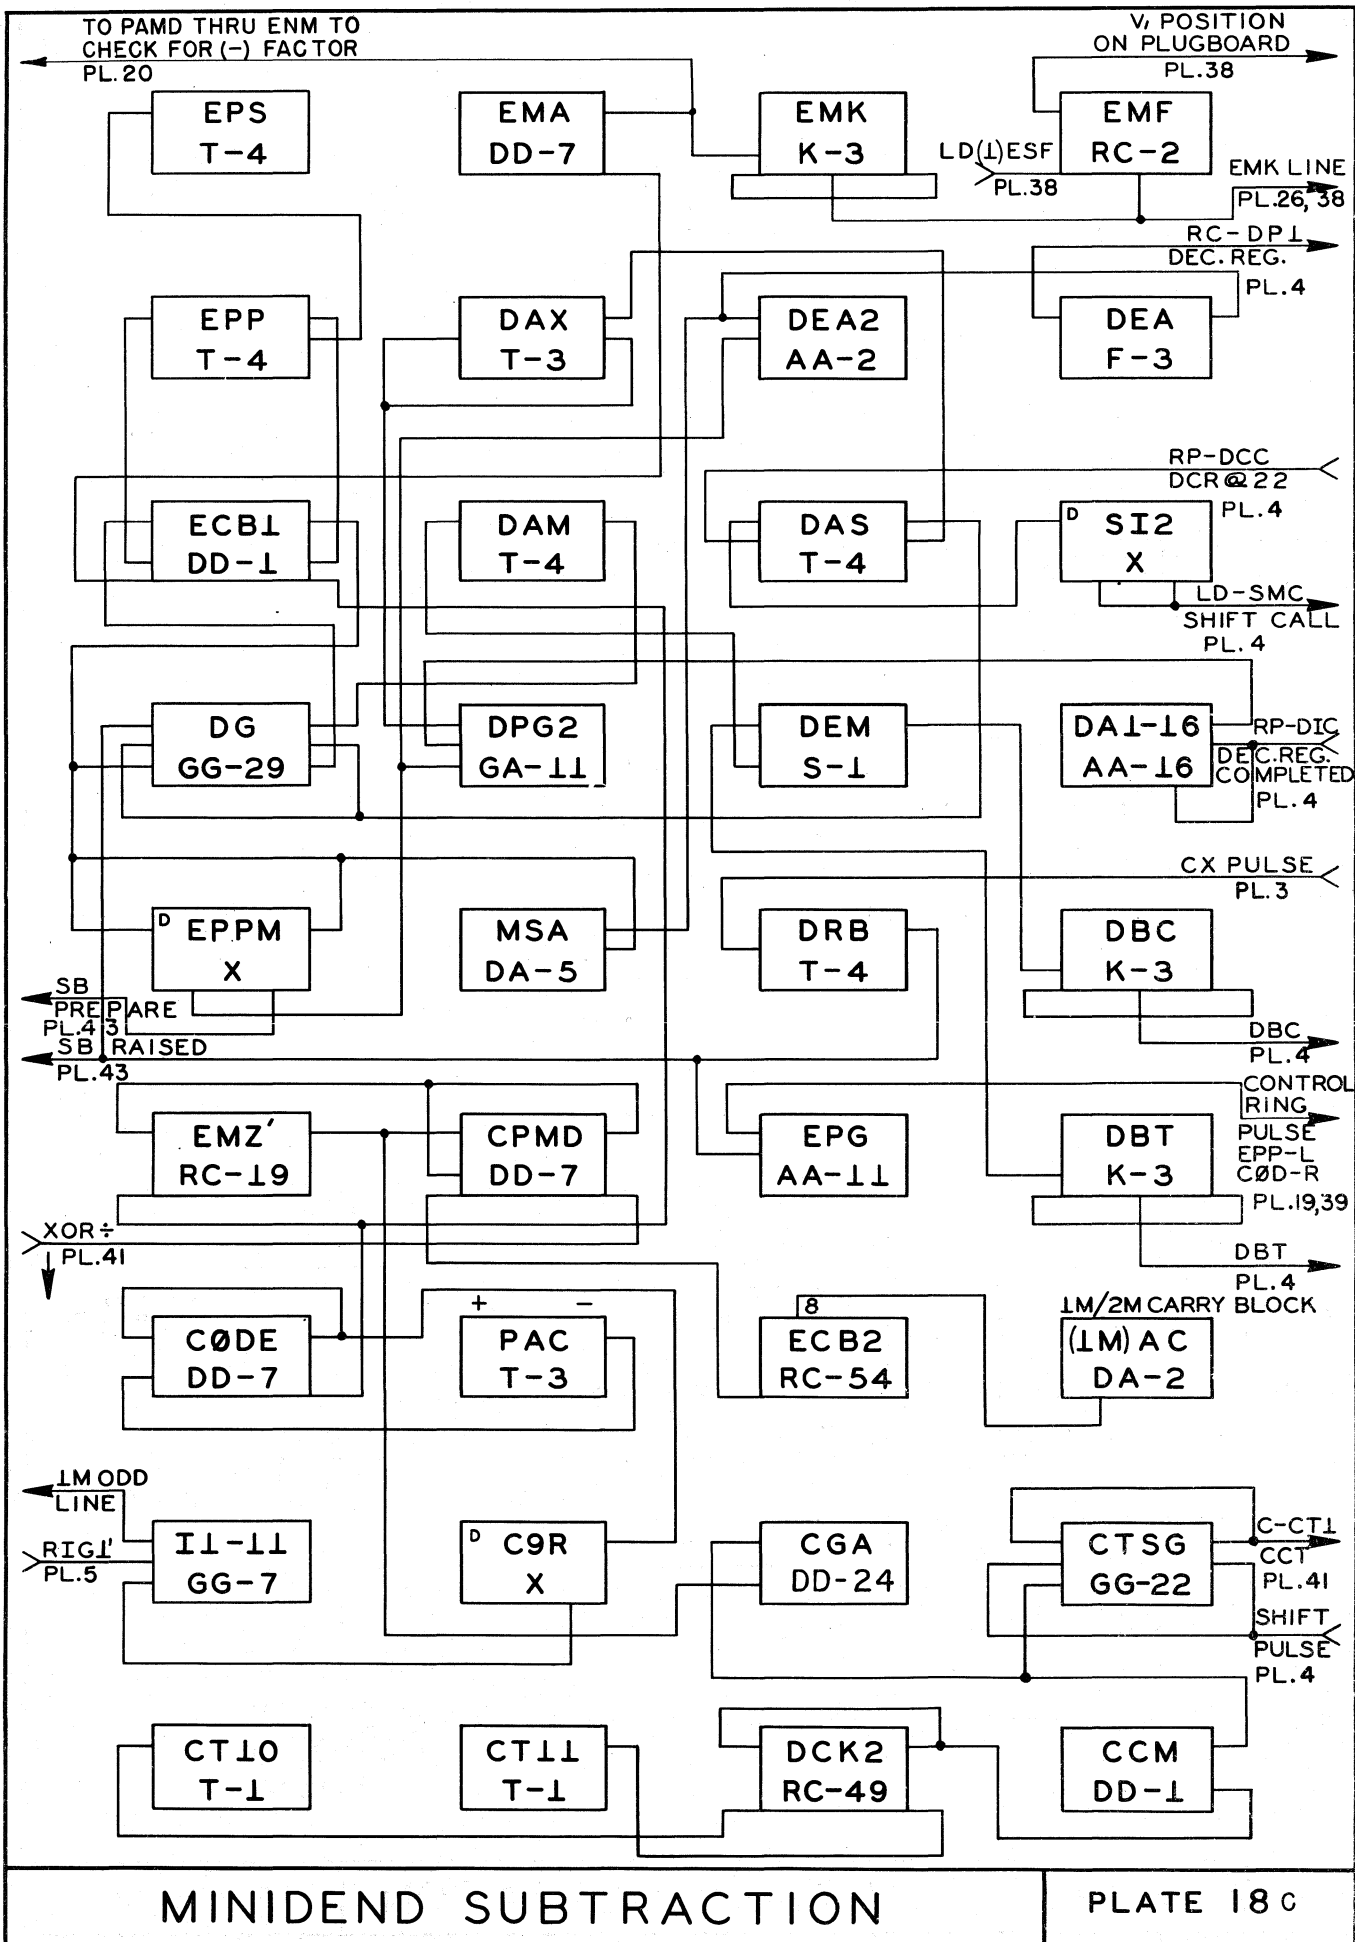 TO PAMD THRU ENM TO
CHECK FOR (-) FACTOR
PL.20
V₁ POSITION
ON PLUGBOARD
PL.38
EPS
T-4
EMA
DD-7
EMK
K-3
LD(1)ESF
PL.38
EMF
RC-2
EMK LINE
PL.26, 38
RC-DP1
DEC. REG.
PL.4
EPP
T-4
DAX
T-3
DEA2
AA-2
DEA
F-3
RP-DCC
DCR@22
PL.4
ECB1
DD-1
DAM
T-4
DAS
T-4
D
SI2
X
LD-SMC
SHIFT CALL
PL.4
DG
GG-29
DPG2
GA-11
DEM
S-1
DA1-16
AA-16
RP-DIC
DEC.REG.
COMPLETED
PL.4
CX PULSE
PL.3
D
EPPM
X
MSA
DA-5
DRB
T-4
DBC
K-3
SB
PREPARE
PL.43
SB RAISED
PL.43
DBC
PL.4
EMZ'
RC-19
CPMD
DD-7
EPG
AA-11
DBT
K-3
CONTROL
RING
PULSE
EPP-L
CØD-R
PL.19,39
XOR÷
PL.41
DBT
PL.4
CØDE
DD-7
+ -
PAC
T-3
8
ECB2
RC-54
1M/2M CARRY BLOCK
(1M) AC
DA-2
1M ODD
LINE
RIG1'
PL.5
I1-11
GG-7
D
C9R
X
CGA
DD-24
CTSG
GG-22
C-CT1
CCT
PL.41
SHIFT
PULSE
PL.4
CT10
T-1
CT11
T-1
DCK2
RC-49
CCM
DD-1
MINIDEND SUBTRACTION
PLATE 18 C